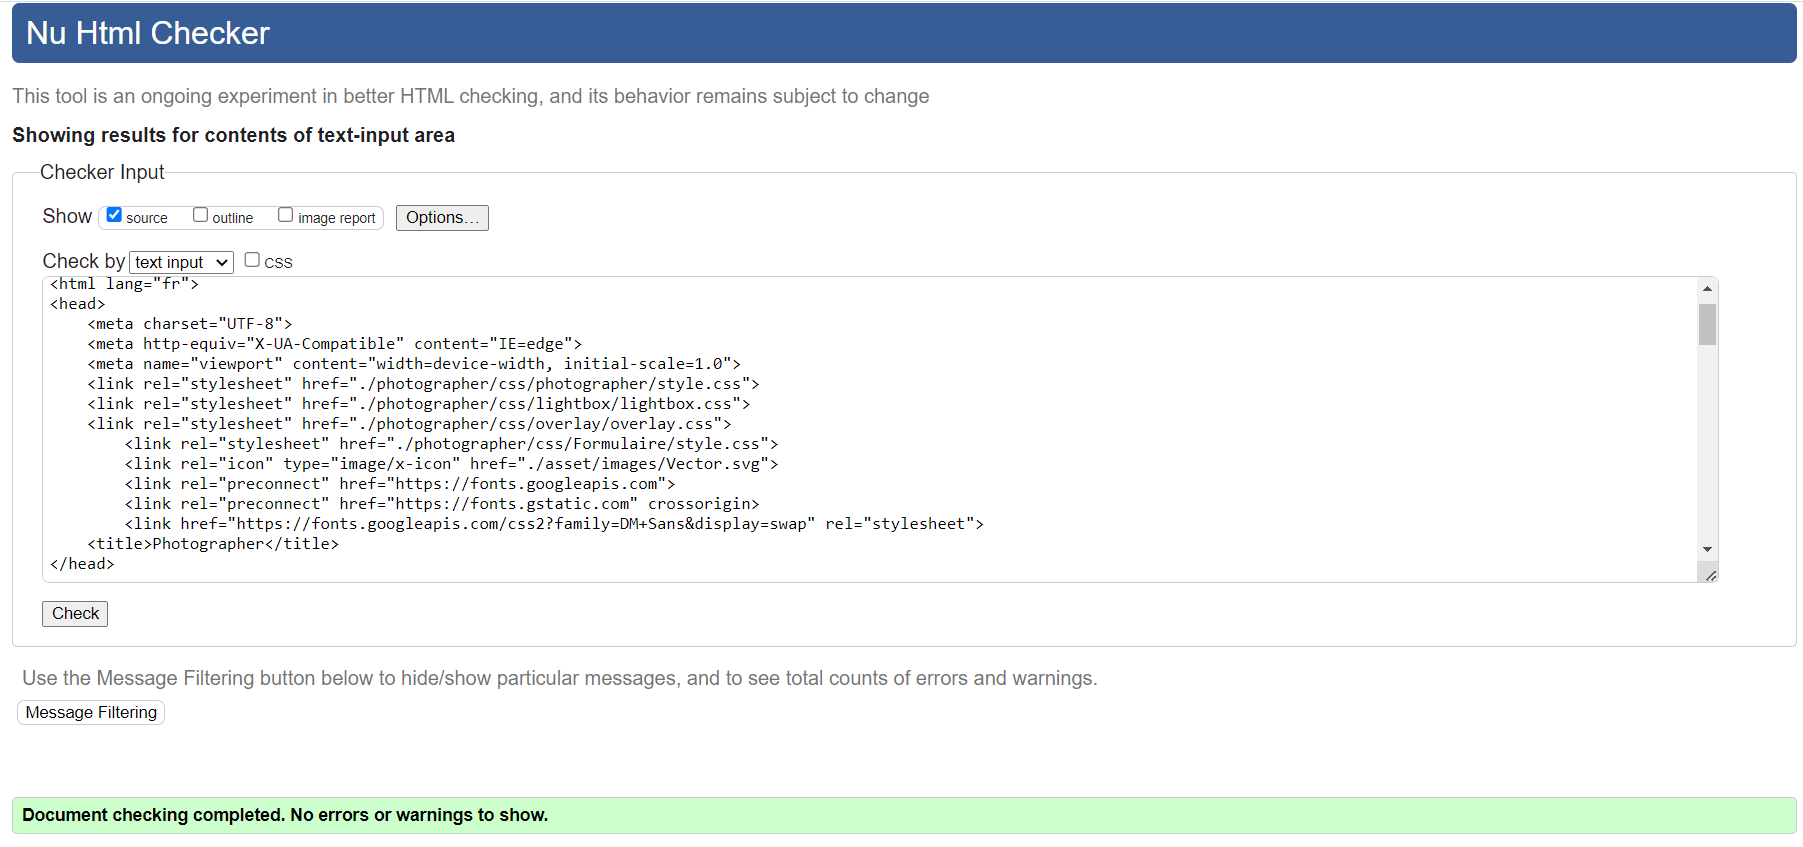 Nu Html Checker
This tool is an ongoing experiment in better HTML checking, and its behavior remains subject to change
Showing results for contents of text-input area
Checker Input
Show source outline image report Options…
Check by text input CSS
<html lang="fr">
<head>
    <meta charset="UTF-8">
    <meta http-equiv="X-UA-Compatible" content="IE=edge">
    <meta name="viewport" content="width=device-width, initial-scale=1.0">
    <link rel="stylesheet" href="./photographer/css/photographer/style.css">
    <link rel="stylesheet" href="./photographer/css/lightbox/lightbox.css">
    <link rel="stylesheet" href="./photographer/css/overlay/overlay.css">
        <link rel="stylesheet" href="./photographer/css/Formulaire/style.css">
        <link rel="icon" type="image/x-icon" href="./asset/images/Vector.svg">
        <link rel="preconnect" href="https://fonts.googleapis.com">
        <link rel="preconnect" href="https://fonts.gstatic.com" crossorigin>
        <link href="https://fonts.googleapis.com/css2?family=DM+Sans&display=swap" rel="stylesheet">
    <title>Photographer</title>
</head>
Check
Use the Message Filtering button below to hide/show particular messages, and to see total counts of errors and warnings.
Message Filtering
Document checking completed. No errors or warnings to show.